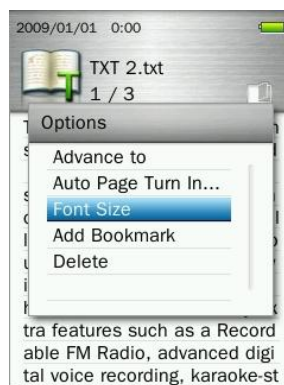 2009/01/01 0:00
TXT 2.txt
1 / 3
Options
Advance to
Auto Page Turn In...
Font Size
Add Bookmark
Delete
tra features such as a Record
able FM Radio, advanced digi
tal voice recording, karaoke-st